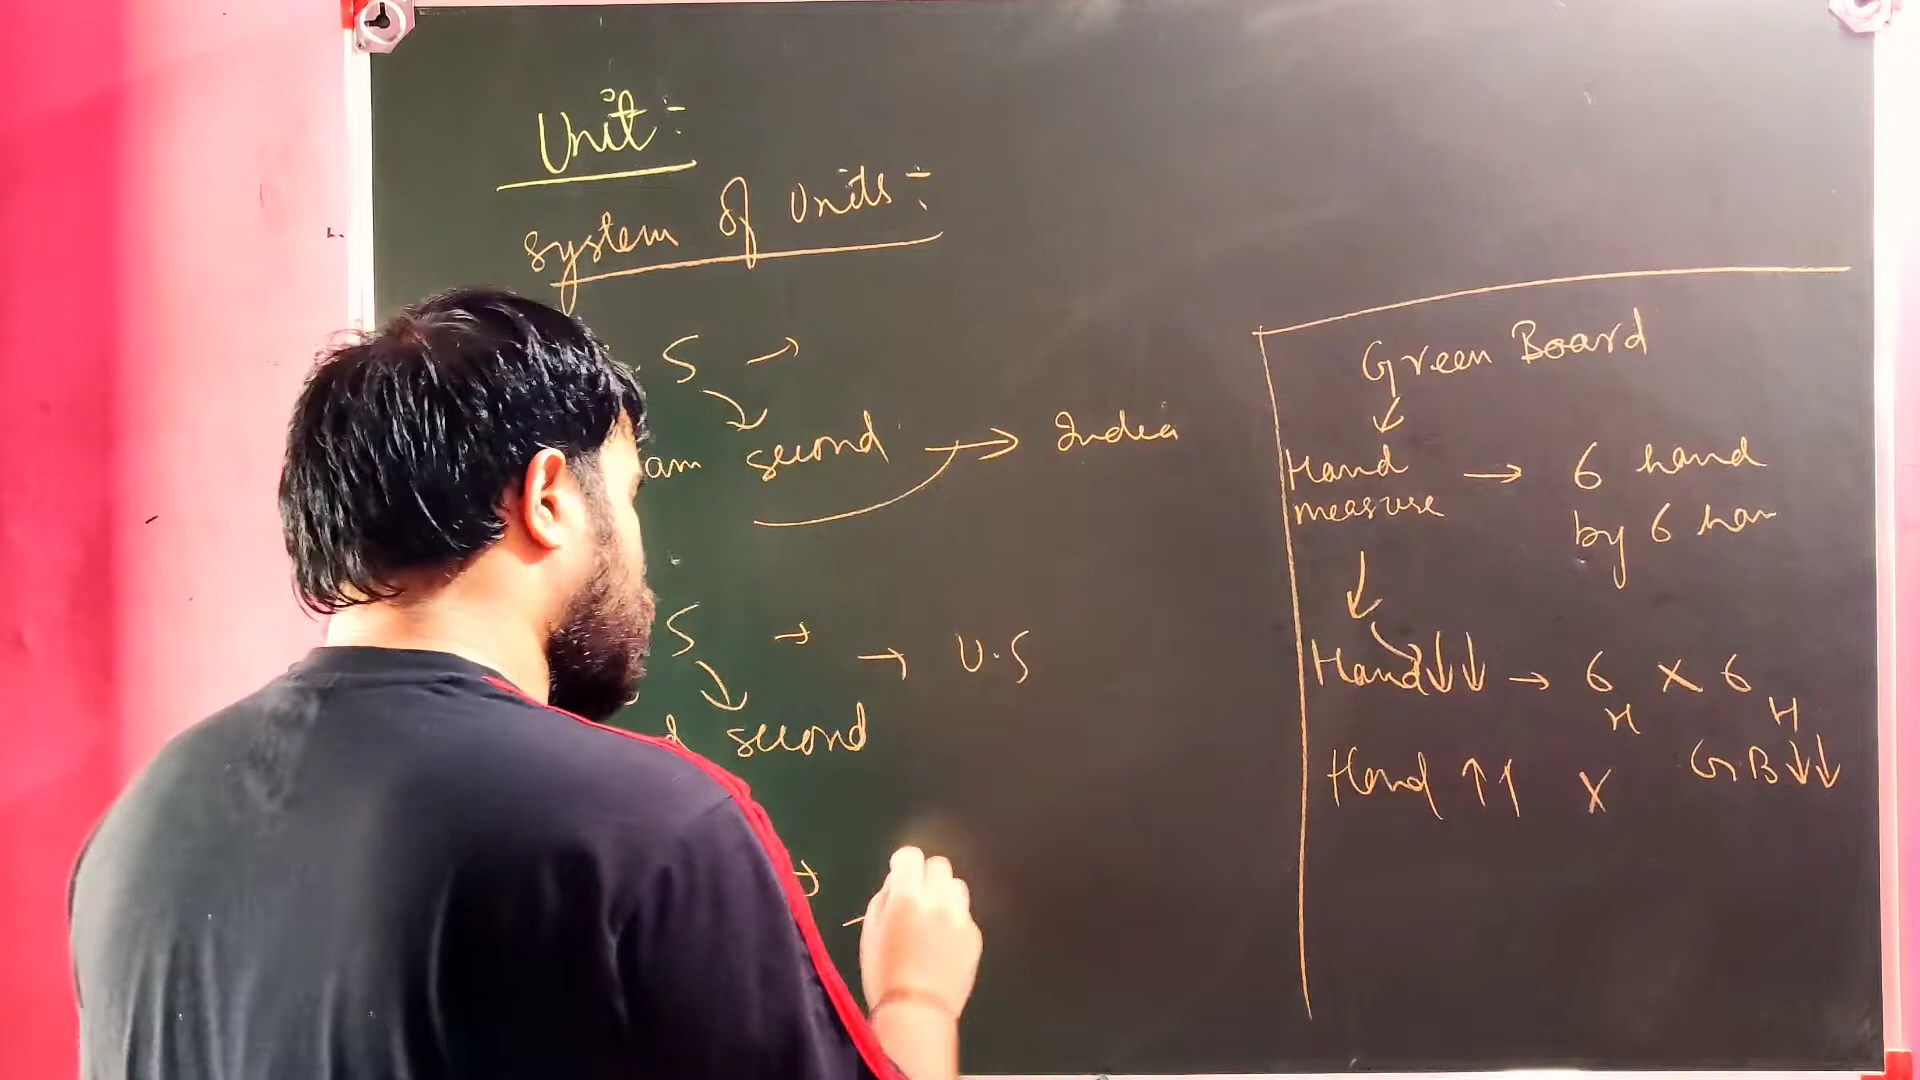 Unit:-
System of Units:-
S →
am second → India
S → → U.S
second
→
Green Board
Hand measure → 6 hand by 6 han
Hand↓↓ → 6 H X 6 H
Hand ↑↑ X G.B↓↓